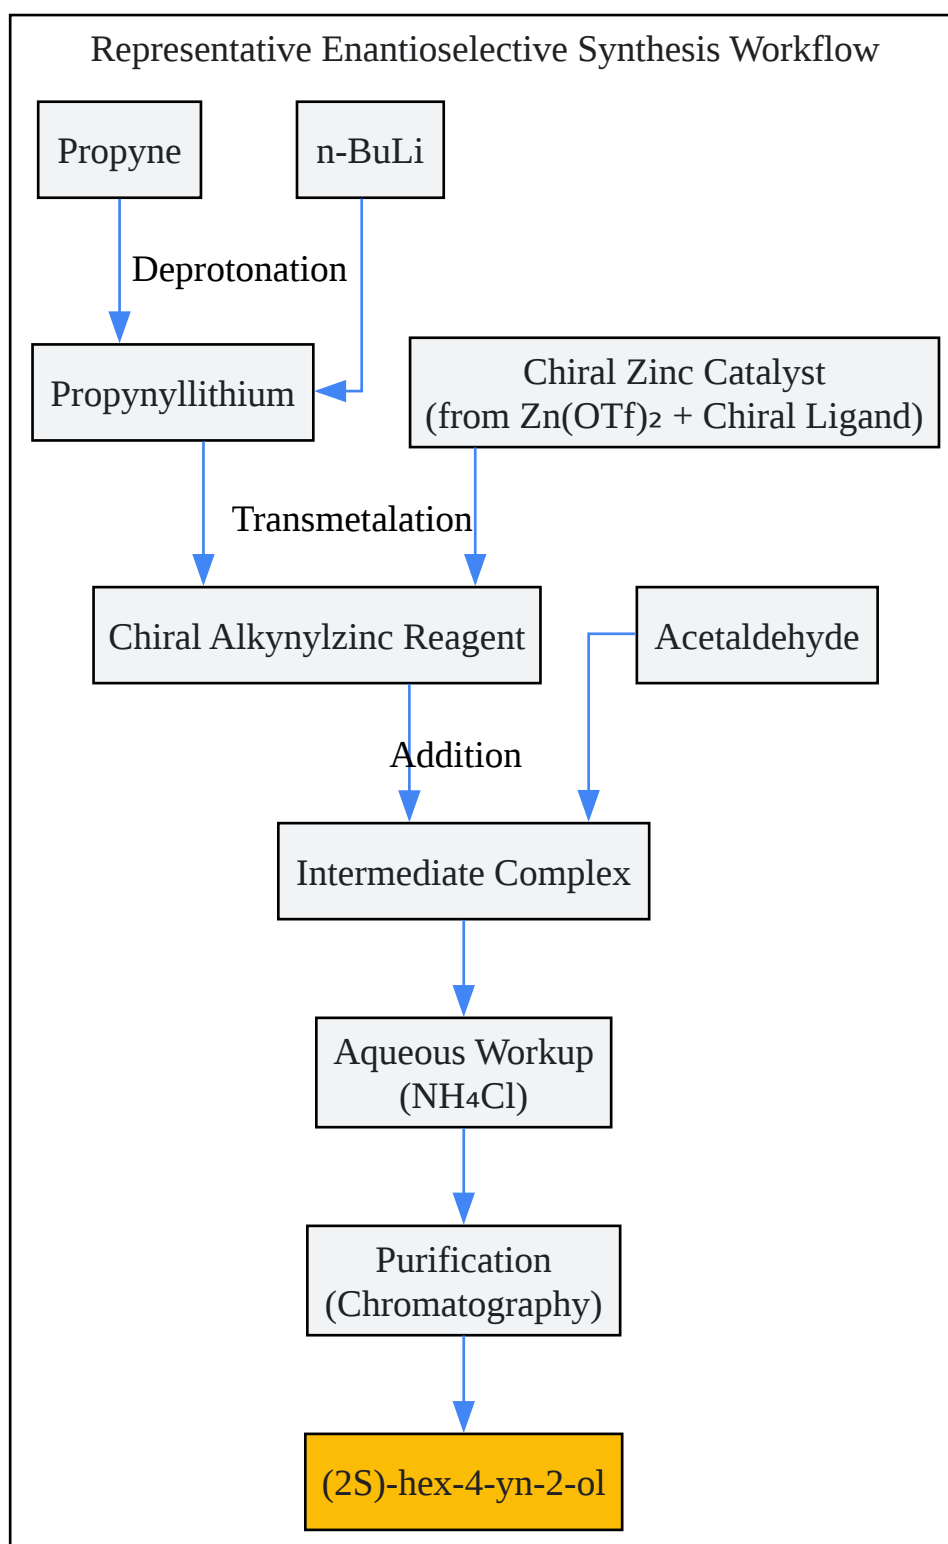 Representative Enantioselective Synthesis Workflow
Propyne
n-BuLi
Deprotonation
Propynyllithium
Chiral Zinc Catalyst
(from Zn(OTf)₂ + Chiral Ligand)
Transmetalation
Chiral Alkynylzinc Reagent
Acetaldehyde
Addition
Intermediate Complex
Aqueous Workup
(NH₄Cl)
Purification
(Chromatography)
(2S)-hex-4-yn-2-ol